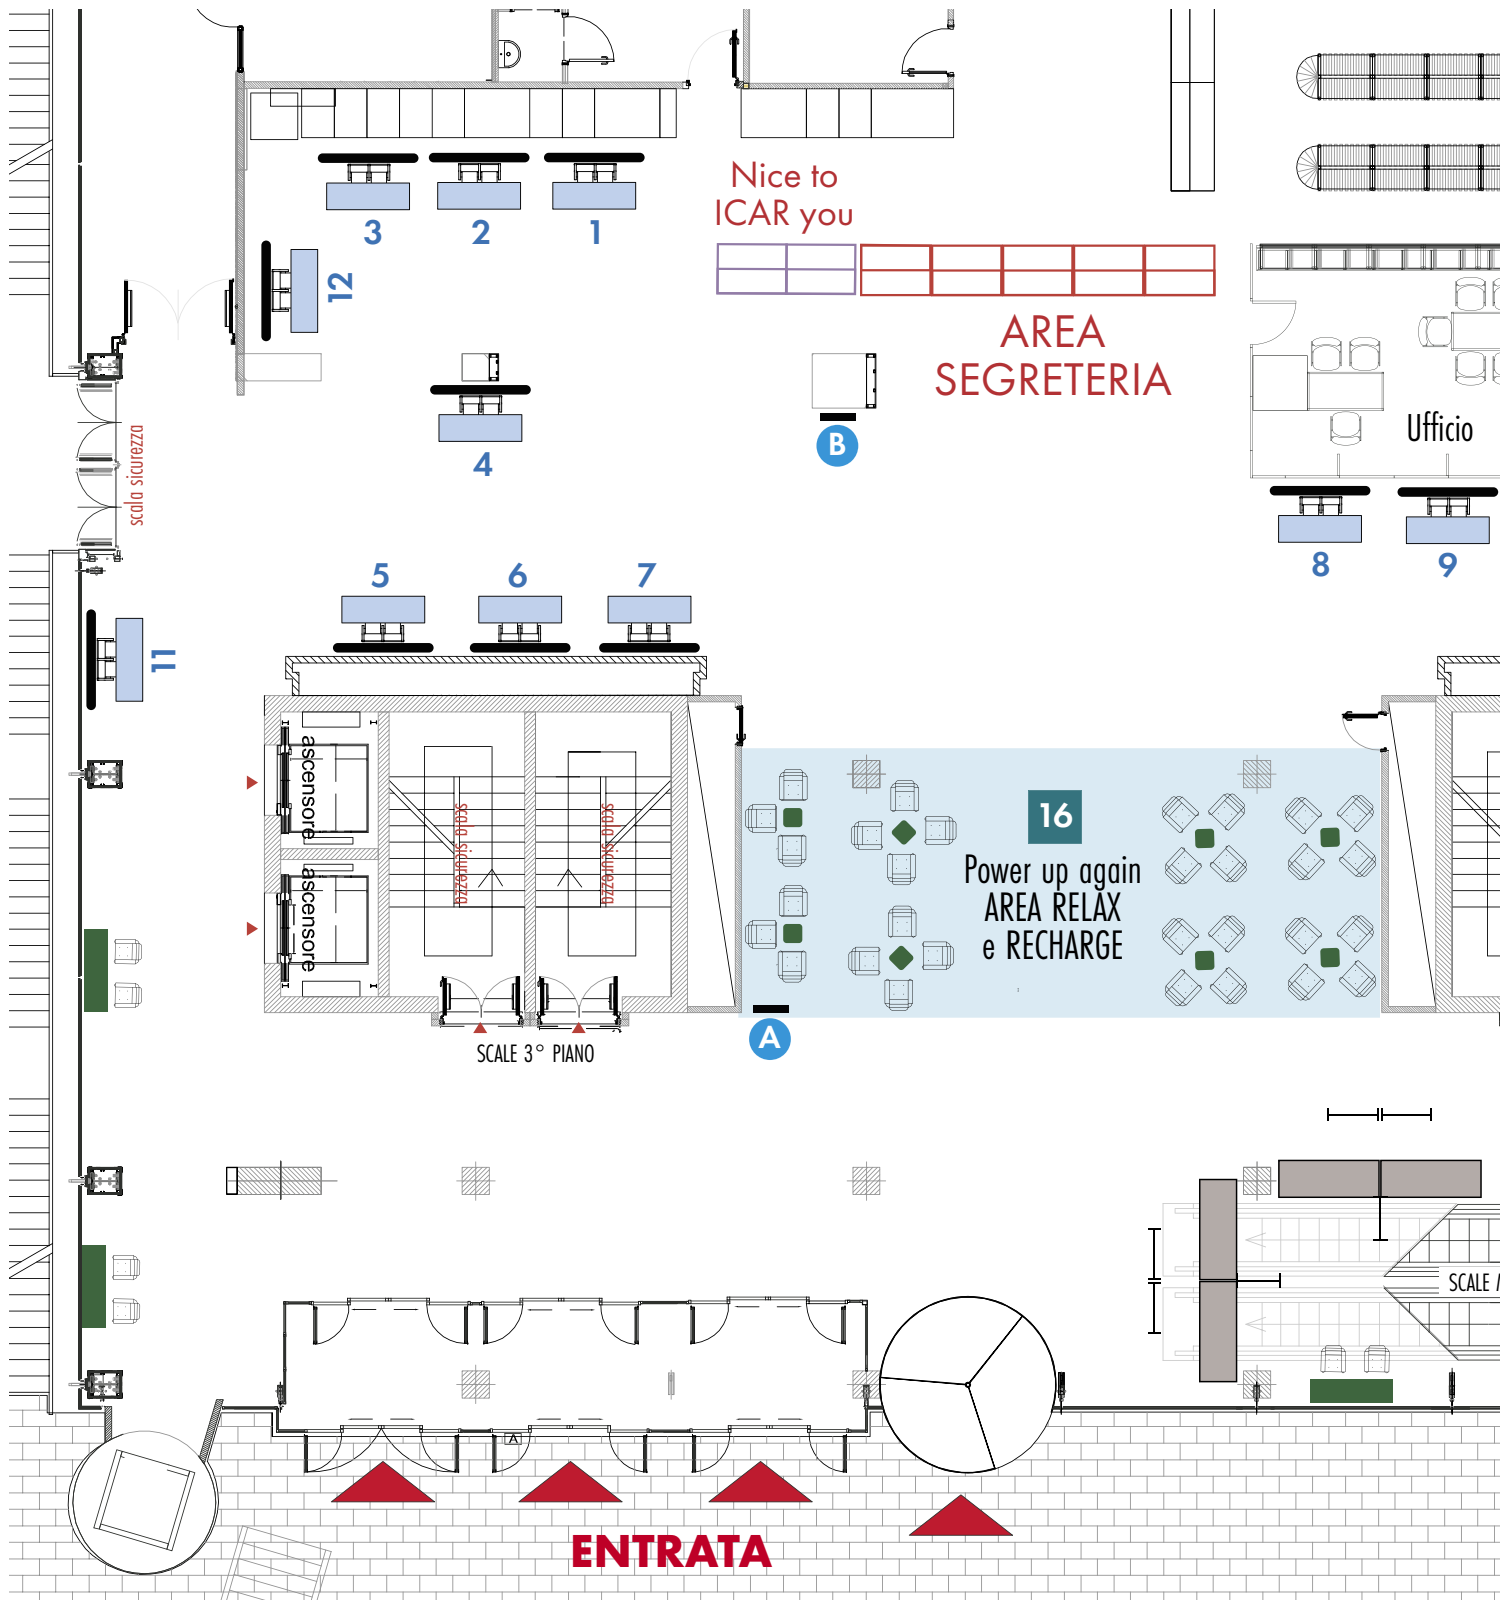 Nice to
ICAR you
3
2
1
12
AREA
SEGRETERIA
B
4
Ufficio
scala sicurezza
8
9
5
6
7
11
ascensore
scala sicurezza
scala sicurezza
16
Power up again
AREA RELAX
e RECHARGE
ascensore
A
SCALE 3° PIANO
SCALE
A
ENTRATA